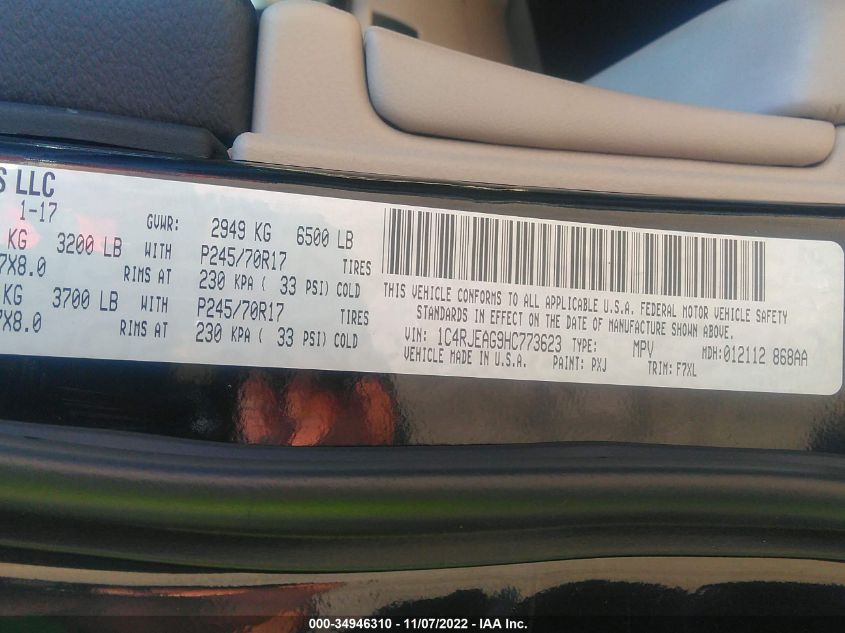 S LLC
1-17
GVWR: 2949 KG 6500 LB
KG 3200 LB WITH P245/70R17 TIRES
7X8.0 RIMS AT 230 KPA ( 33 PSI) COLD
KG 3700 LB WITH P245/70R17 TIRES
7X8.0 RIMS AT 230 KPA ( 33 PSI) COLD
THIS VEHICLE CONFORMS TO ALL APPLICABLE U.S.A. FEDERAL MOTOR VEHICLE SAFETY
STANDARDS IN EFFECT ON THE DATE OF MANUFACTURE SHOWN ABOVE.
VIN: 1C4RJEAG9HC773623 TYPE: MPV MDH:012112 868AA
VEHICLE MADE IN U.S.A. PAINT: PXJ TRIM: F7XL
000-34946310 - 11/07/2022 - IAA Inc.